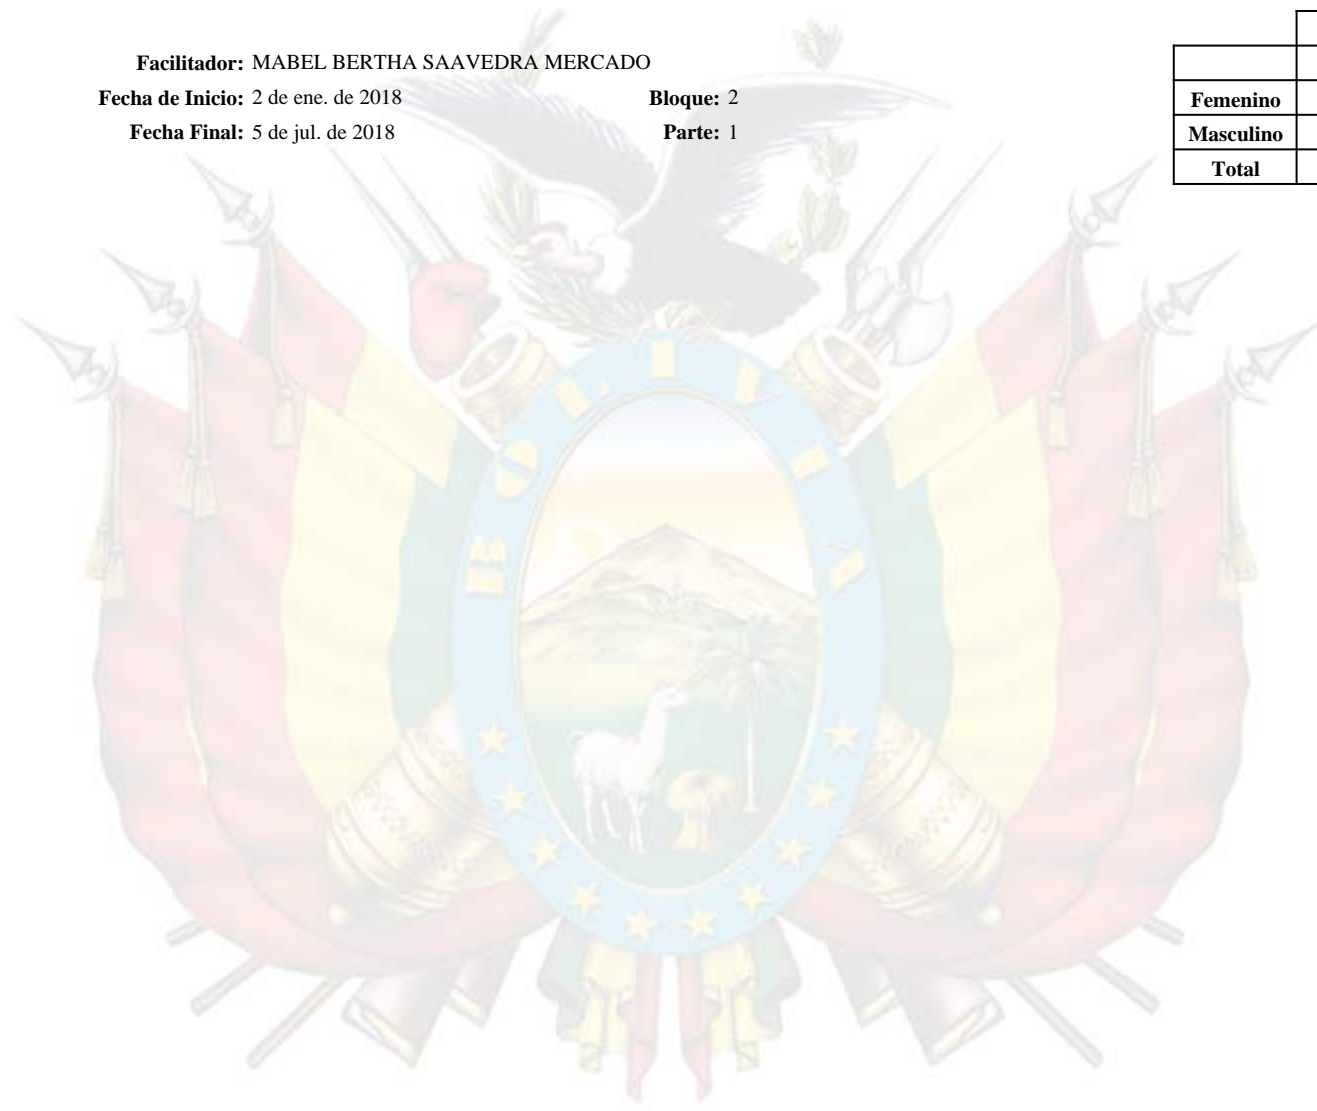 Facilitador: MABEL BERTHA SAAVEDRA MERCADO
Fecha de Inicio: 2 de ene. de 2018 Bloque: 2
Fecha Final: 5 de jul. de 2018 Parte: 1
Femenino
Masculino
Total
BOLIVIA